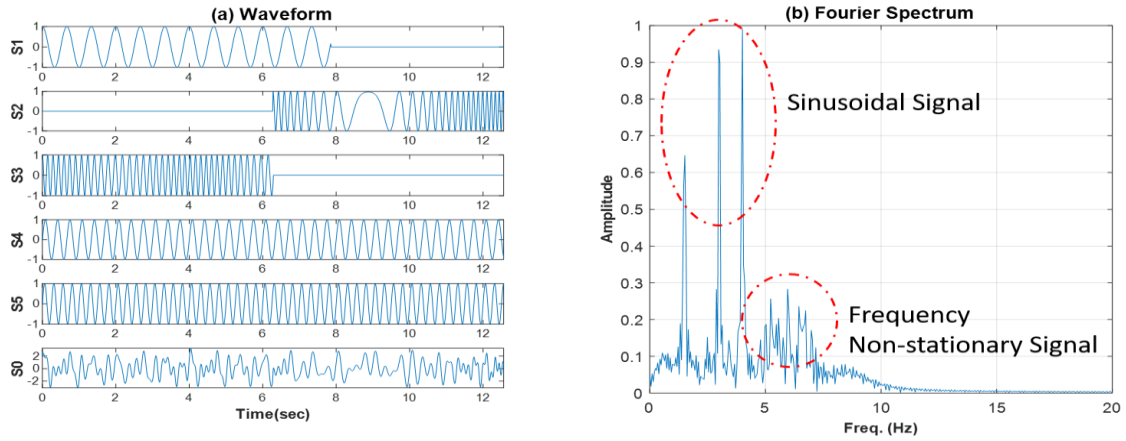 (a) Waveform
S1
1
0
-1
0 2 4 6 8 10 12
S2
1
0
-1
0 2 4 6 8 10 12
S3
1
0
-1
0 2 4 6 8 10 12
S4
1
0
-1
0 2 4 6 8 10 12
S5
1
0
-1
0 2 4 6 8 10 12
S0
2
0
-2
0 2 4 6 8 10 12
Time(sec)
(b) Fourier Spectrum
Amplitude
1
0.9
0.8
0.7
0.6
0.5
0.4
0.3
0.2
0.1
0
Sinusoidal Signal
Frequency
Non-stationary Signal
0 5 10 15 20
Freq. (Hz)